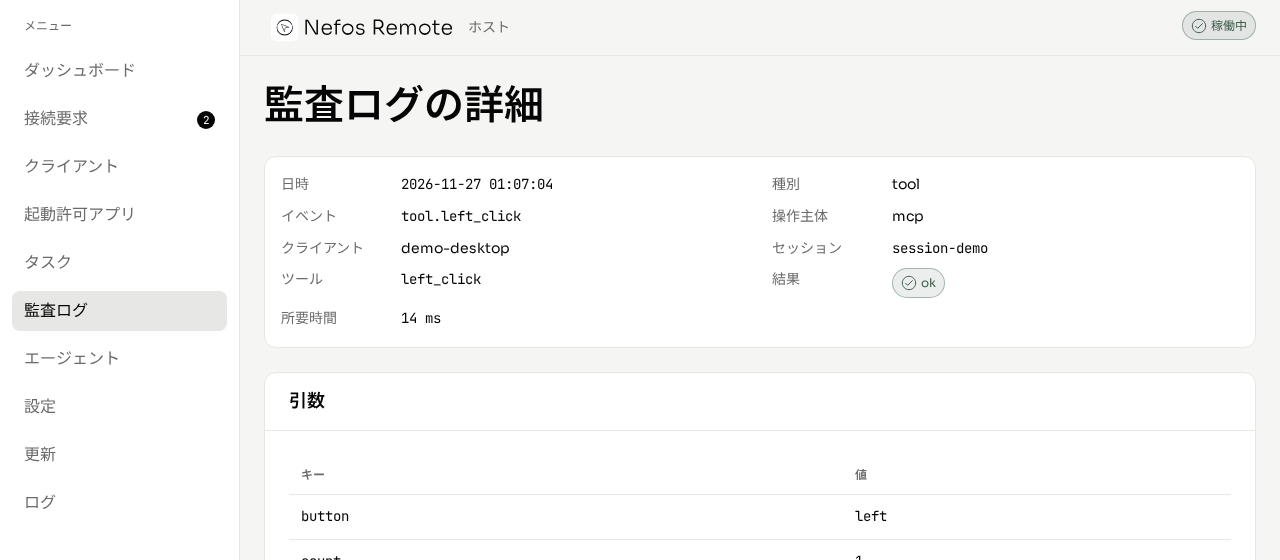 メニュー
ダッシュボード
接続要求 2
クライアント
起動許可アプリ
タスク
監査ログ
エージェント
設定
更新
ログ
Nefos Remote ホスト
稼働中
監査ログの詳細
日時 2026-11-27 01:07:04 種別 tool
イベント tool.left_click 操作主体 mcp
クライアント demo-desktop セッション session-demo
ツール left_click 結果 ok
所要時間 14 ms
引数
キー 値
button left
count 1